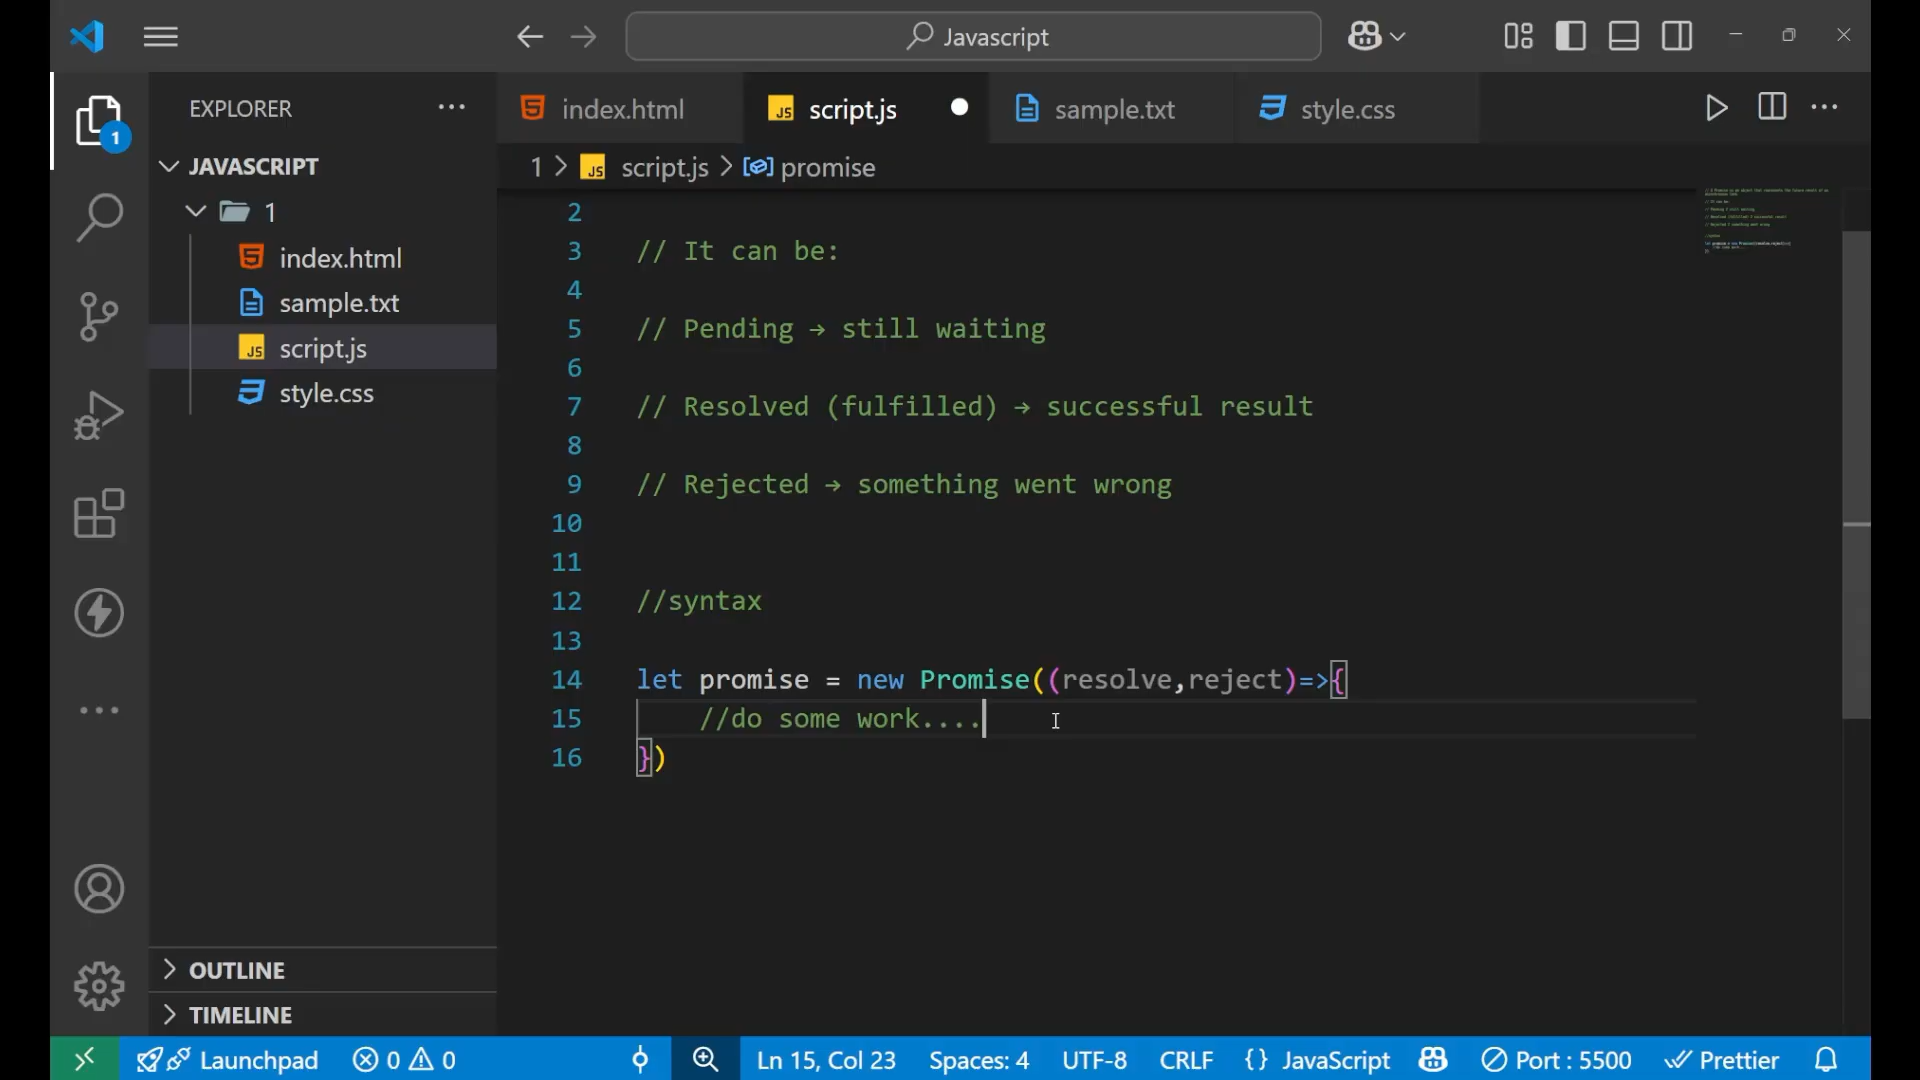 Javascript
EXPLORER
index.html
script.js
sample.txt
style.css
1 > script.js > promise
JAVASCRIPT
1
index.html
sample.txt
script.js
style.css
1
2
3 // It can be:
4
5 // Pending → still waiting
6
7 // Resolved (fulfilled) → successful result
8
9 // Rejected → something went wrong
10
11
12 //syntax
13
14 let promise = new Promise((resolve,reject)=>{
15 //do some work....
16 })
OUTLINE
TIMELINE
Launchpad 0 0 Ln 15, Col 23 Spaces: 4 UTF-8 CRLF {} JavaScript Port : 5500 Prettier